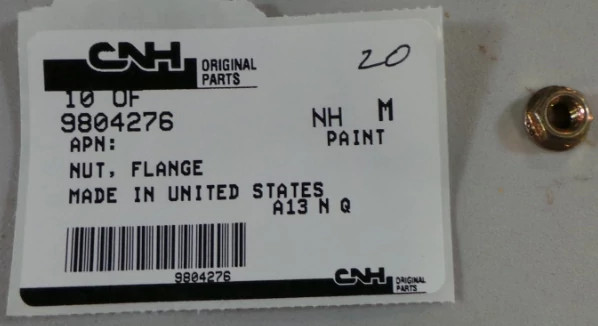 CNH ORIGINAL
PARTS
20
10 OF
9804276
NH M
APN:
PAINT
NUT, FLANGE
MADE IN UNITED STATES
A13 N Q
9804276
CNH ORIGINAL
PARTS